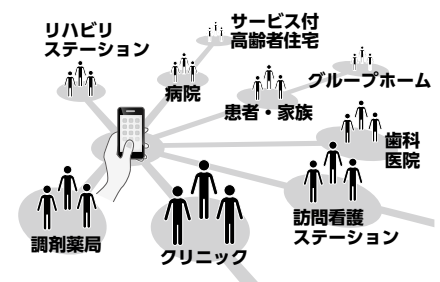 リハビリ
ステーション
サービス付
高齢者住宅
病院
グループホーム
患者・家族
歯科
医院
調剤薬局
クリニック
訪問看護
ステーション